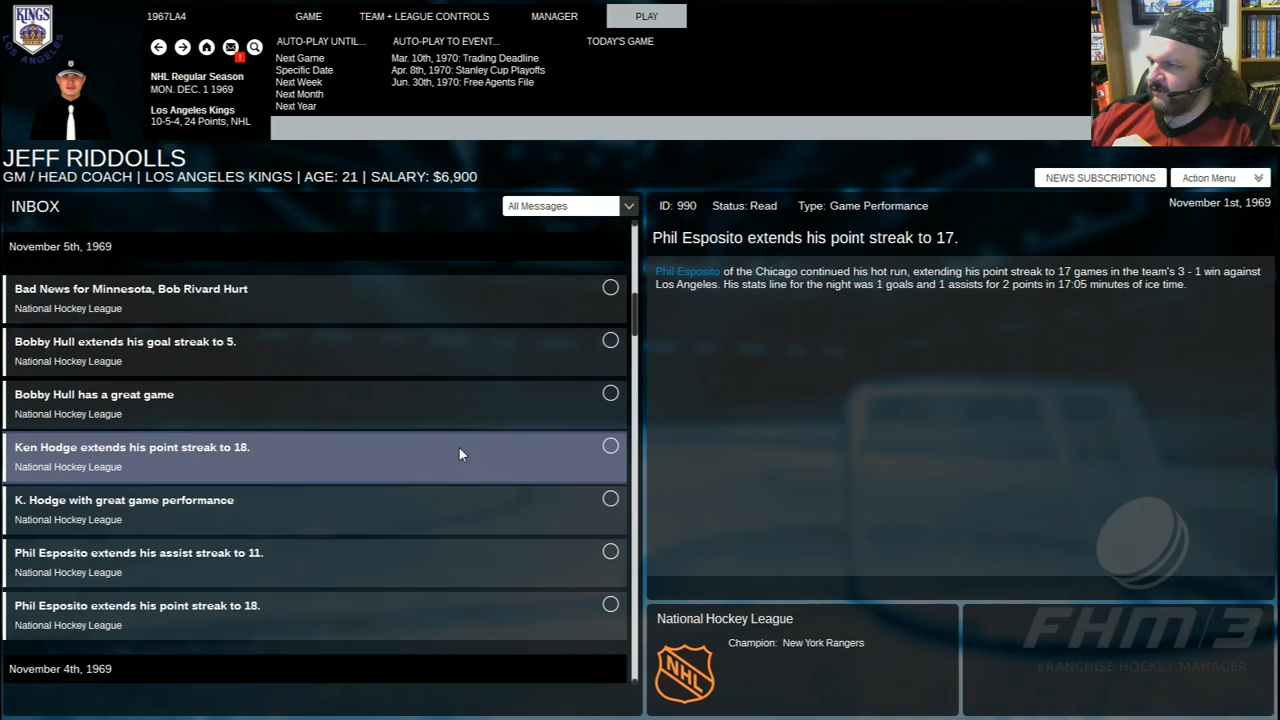 KINGS
LOS ANGELES
1967LA4
GAME
TEAM + LEAGUE CONTROLS
MANAGER
PLAY
AUTO-PLAY UNTIL...
AUTO-PLAY TO EVENT...
TODAY'S GAME
Next Game
Specific Date
Next Week
Next Month
Next Year
Mar. 10th, 1970: Trading Deadline
Apr. 8th, 1970: Stanley Cup Playoffs
Jun. 30th, 1970: Free Agents File
NHL Regular Season
MON. DEC. 1 1969
Los Angeles Kings
10-5-4, 24 Points, NHL
JEFF RIDDOLLS
GM / HEAD COACH | LOS ANGELES KINGS | AGE: 21 | SALARY: $6,900
NEWS SUBSCRIPTIONS
Action Menu
INBOX
All Messages
November 5th, 1969
Bad News for Minnesota, Bob Rivard Hurt
National Hockey League
Bobby Hull extends his goal streak to 5.
National Hockey League
Bobby Hull has a great game
National Hockey League
Ken Hodge extends his point streak to 18.
National Hockey League
K. Hodge with great game performance
National Hockey League
Phil Esposito extends his assist streak to 11.
National Hockey League
Phil Esposito extends his point streak to 18.
National Hockey League
November 4th, 1969
ID: 990 Status: Read Type: Game Performance
November 1st, 1969
Phil Esposito extends his point streak to 17.
Phil Esposito of the Chicago continued his hot run, extending his point streak to 17 games in the team's 3 - 1 win against
Los Angeles. His stats line for the night was 1 goals and 1 assists for 2 points in 17:05 minutes of ice time.
National Hockey League
Champion: New York Rangers
NHL
FHM/3
FRANCHISE HOCKEY MANAGER